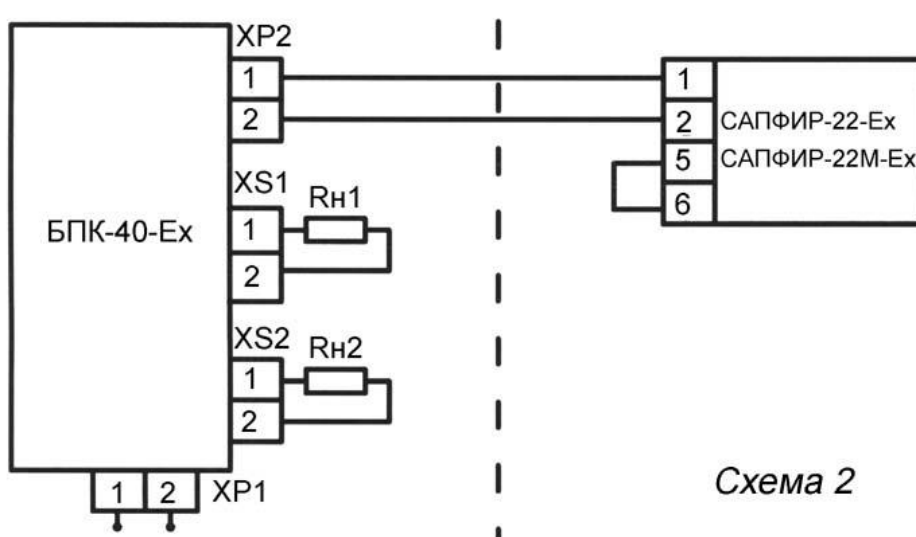 XP2
1
2
XS1
Rн1
1
2
БПК-40-Ex
XS2
Rн2
1
2
1 2 XP1
1
2 САПФИР-22-Ex
5 САПФИР-22М-Ex
6
Схема 2